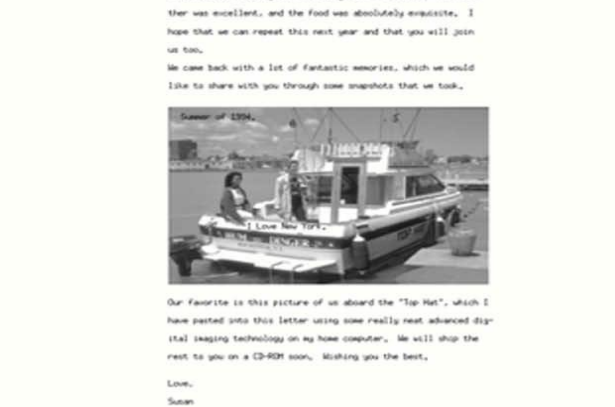 ther was excellent, and the food was absolutely exquisite. I
hope that we can repeat this next year and that you will join
us too.
We came back with a lot of fantastic memories, which we would
like to share with you through some snapshots that we took.
Summer of 1994.
I Love New York.
TOP HAT
Our favorite is this picture of us aboard the "Top Hat", which I
have pasted into this letter using some really neat advanced dig-
ital imaging technology on my home computer. We will ship the
rest to you on a CD-ROM soon. Wishing you the best,
Love,
Susan